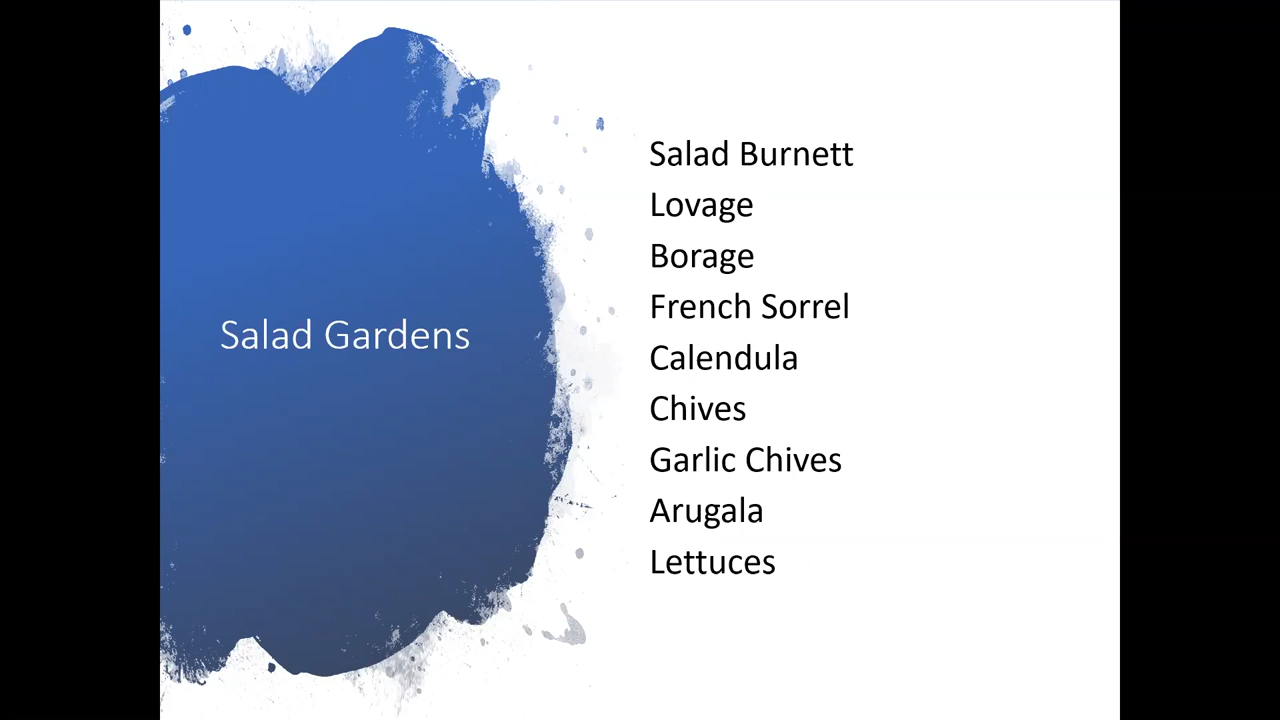 Salad Gardens
Salad Burnett
Lovage
Borage
French Sorrel
Calendula
Chives
Garlic Chives
Arugala
Lettuces